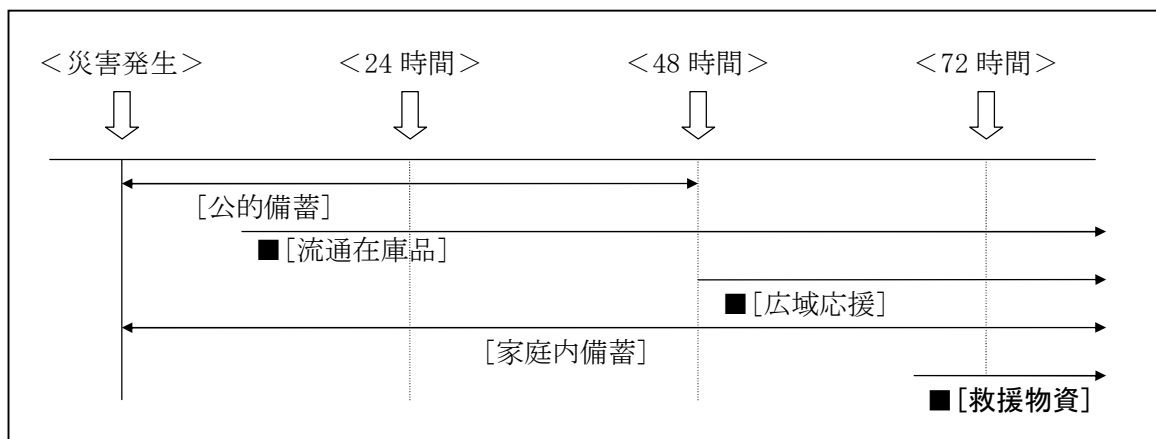 ＜災害発生＞ ＜24 時間＞ ＜48 時間＞ ＜72 時間＞
［公的備蓄］
■［流通在庫品］
■［広域応援］
［家庭内備蓄］
■［救援物資］